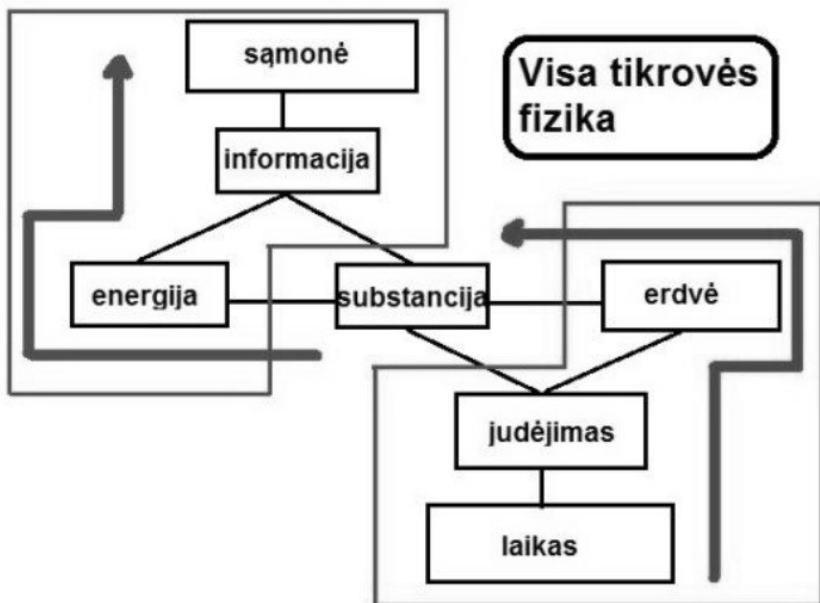 sąmonė
Visa tikrovės
fizika
informacija
energija
substancija
erdvė
judėjimas
laikas